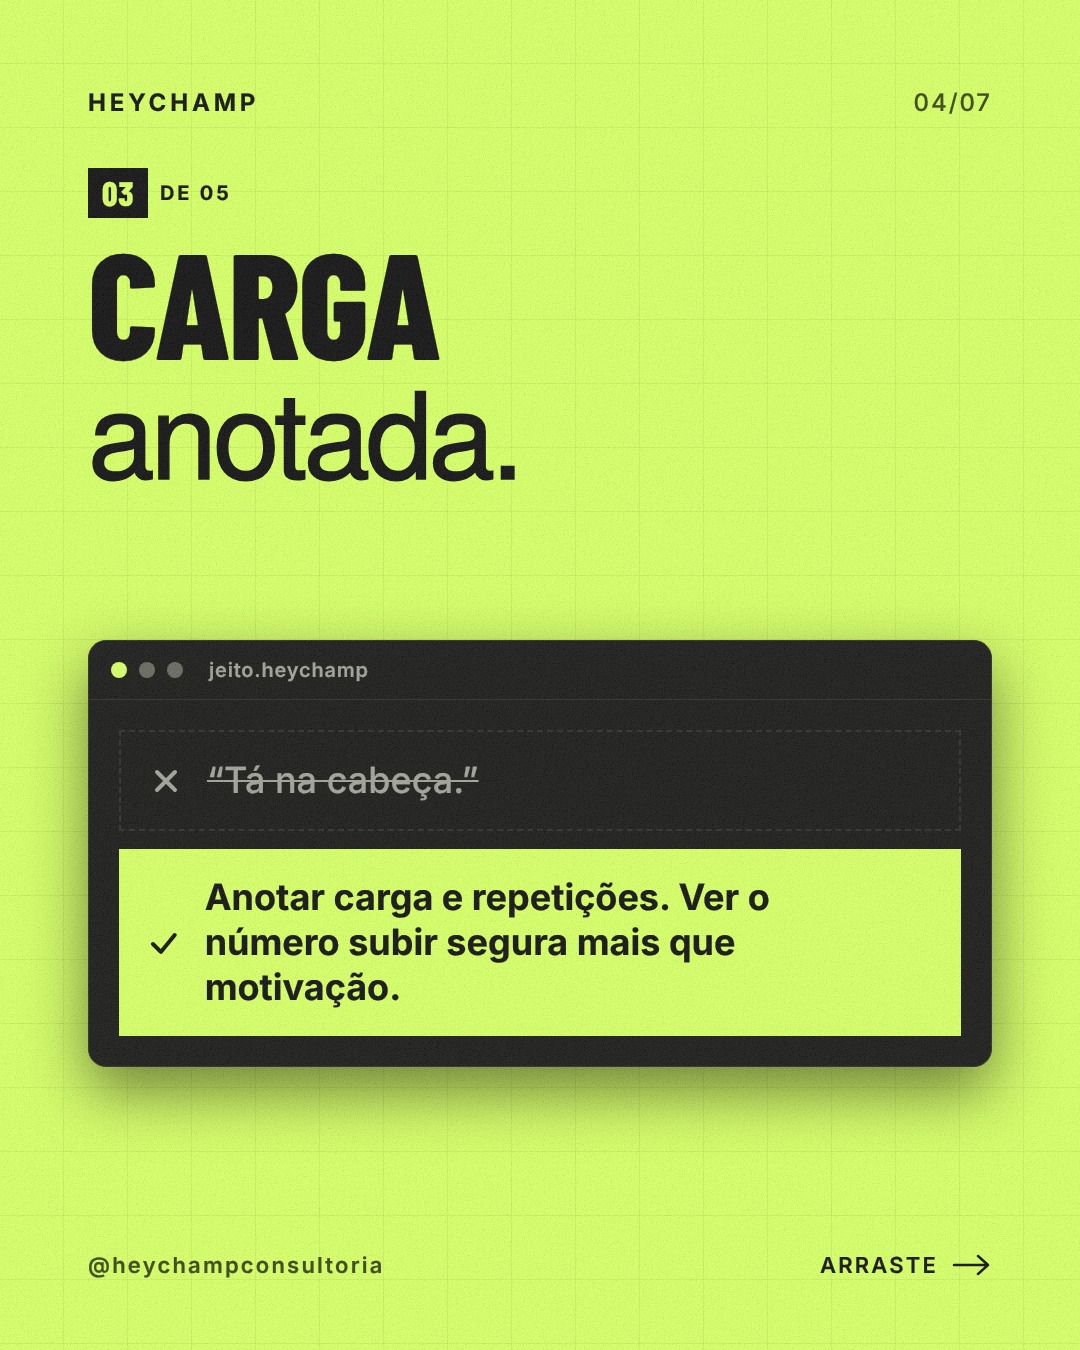 HEYCHAMP
04/07
03 DE 05
CARGA
anotada.
jeito.heychamp
“Tá na cabeça.”
Anotar carga e repetições. Ver o
número subir segura mais que
motivação.
@heychampconsultoria
ARRASTE